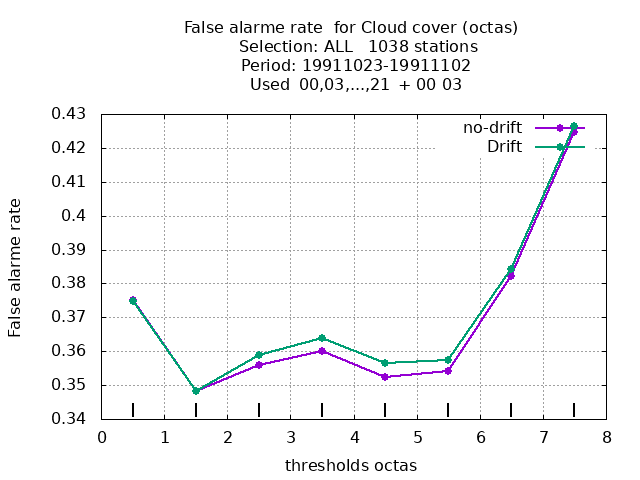 False alarme rate  for Cloud cover (octas)
Selection: ALL   1038 stations
Period: 19911023-19911102
Used  00,03,...,21  + 00 03
no-drift
Drift
False alarme rate
0.43
0.42
0.41
0.4
0.39
0.38
0.37
0.36
0.35
0.34
0 1 2 3 4 5 6 7 8
thresholds octas